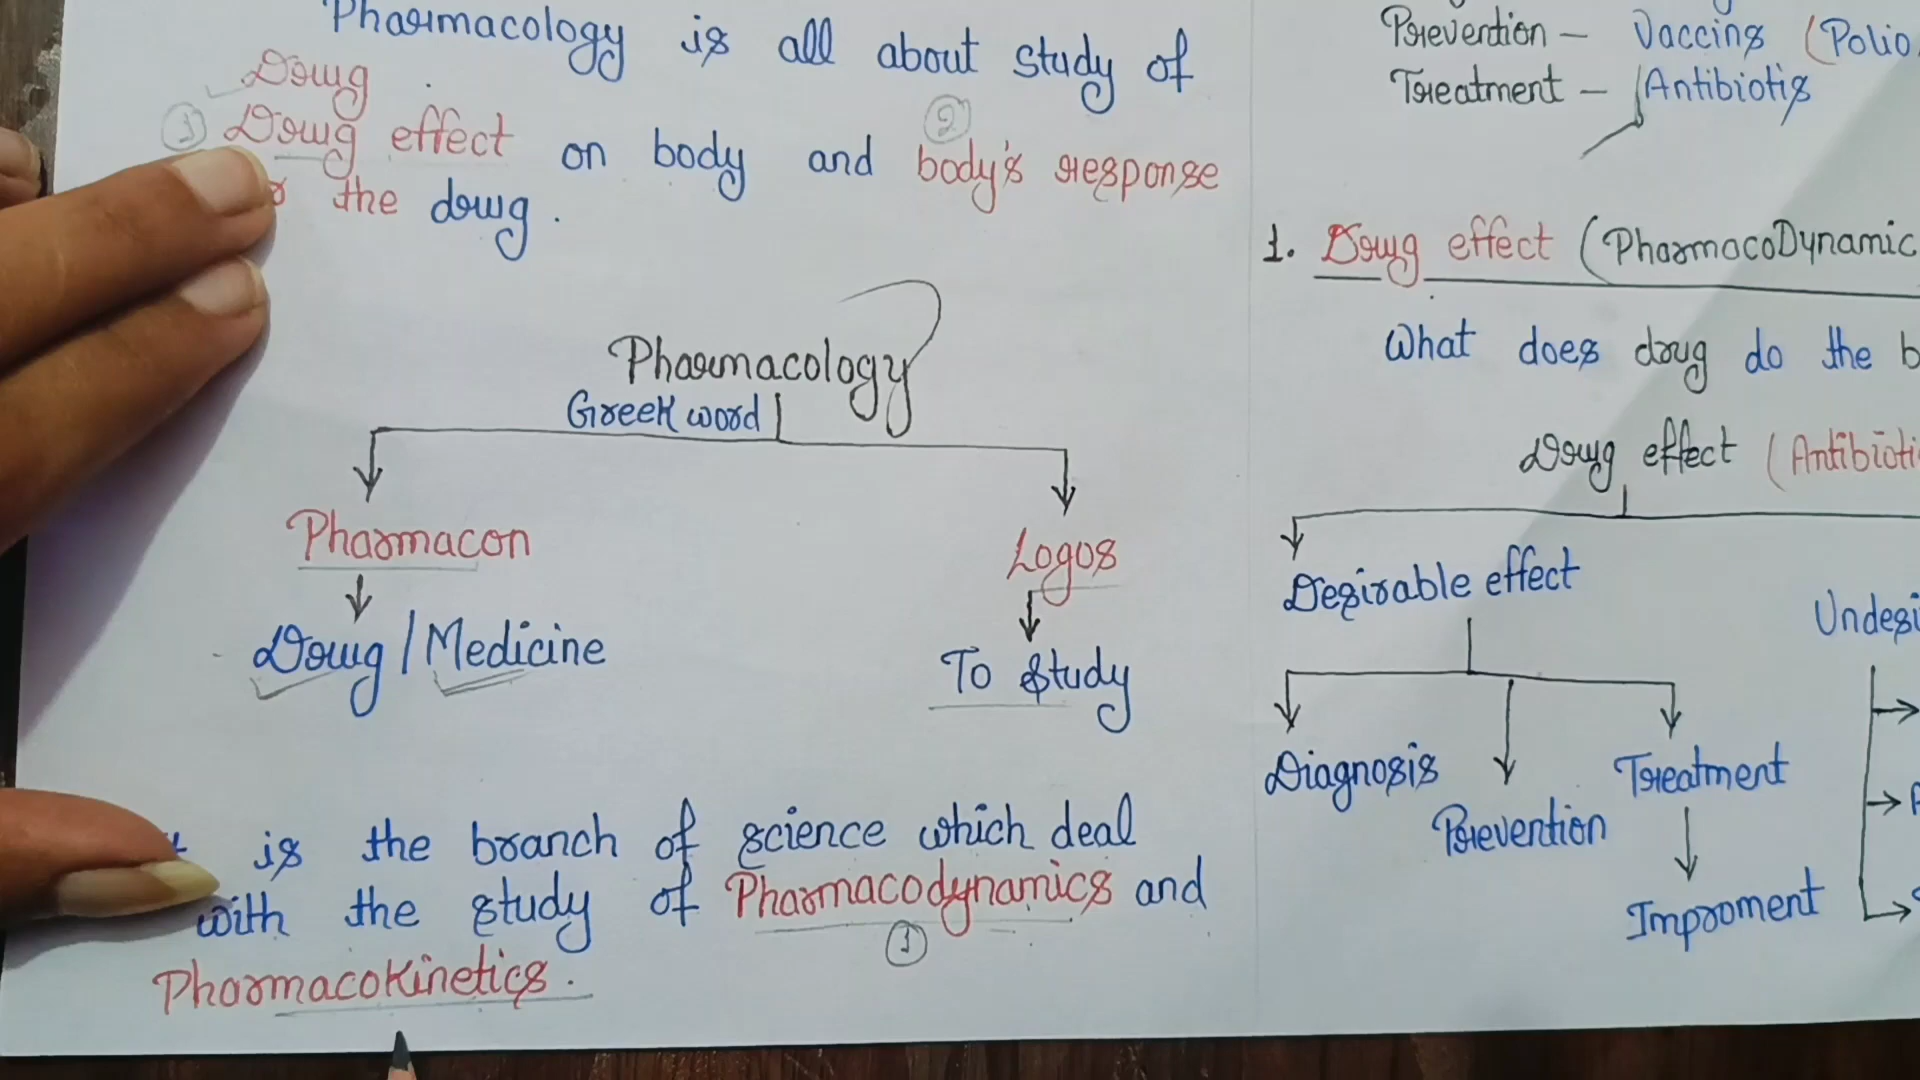 Pharmacology is all about study of
Drug
① Drug effect on body and ② body's response
the drug.
Pharmacology
Greek word
Pharmacon
Logos
Drug / Medicine
To study
is the branch of science which deal
with the study of Pharmacodynamics and
①
Pharmacokinetics.
Prevention – Vaccins (Polio,
Treatment – Antibiotis
1. Drug effect (PharmacoDynamic
What does drug do the b
Drug effect (Antibioti
Desirable effect
Undesi
Diagnosis
Prevention
Treatment
Improment